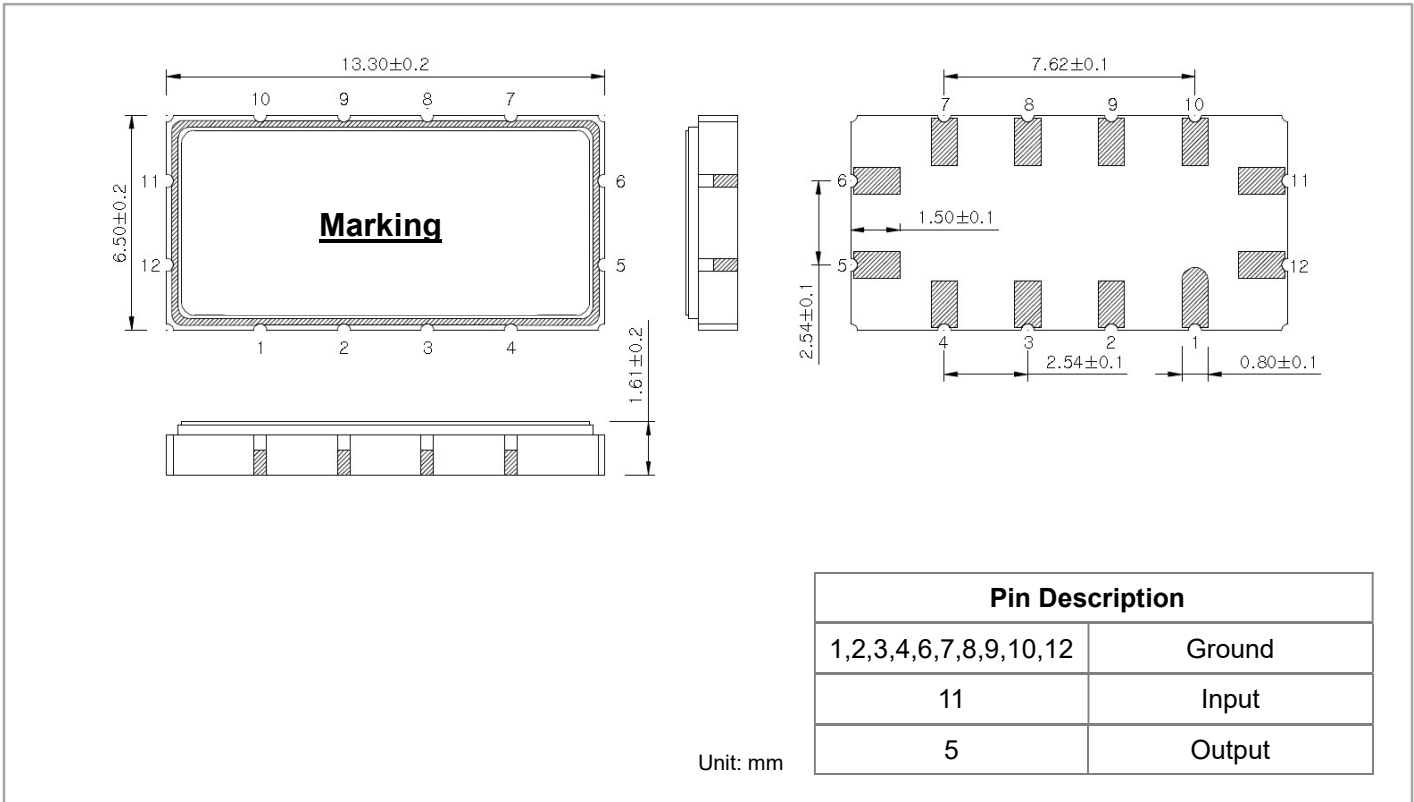 13.30±0.2
10 9 8 7
11 6
6.50±0.2
Marking
12 5
1 2 3 4
1.61±0.2
7.62±0.1
7 8 9 10
6 11
1.50±0.1
5 12
2.54±0.1
4 3 2 1
2.54±0.1 0.80±0.1
Pin Description
1,2,3,4,6,7,8,9,10,12 Ground
11 Input
5 Output
Unit: mm